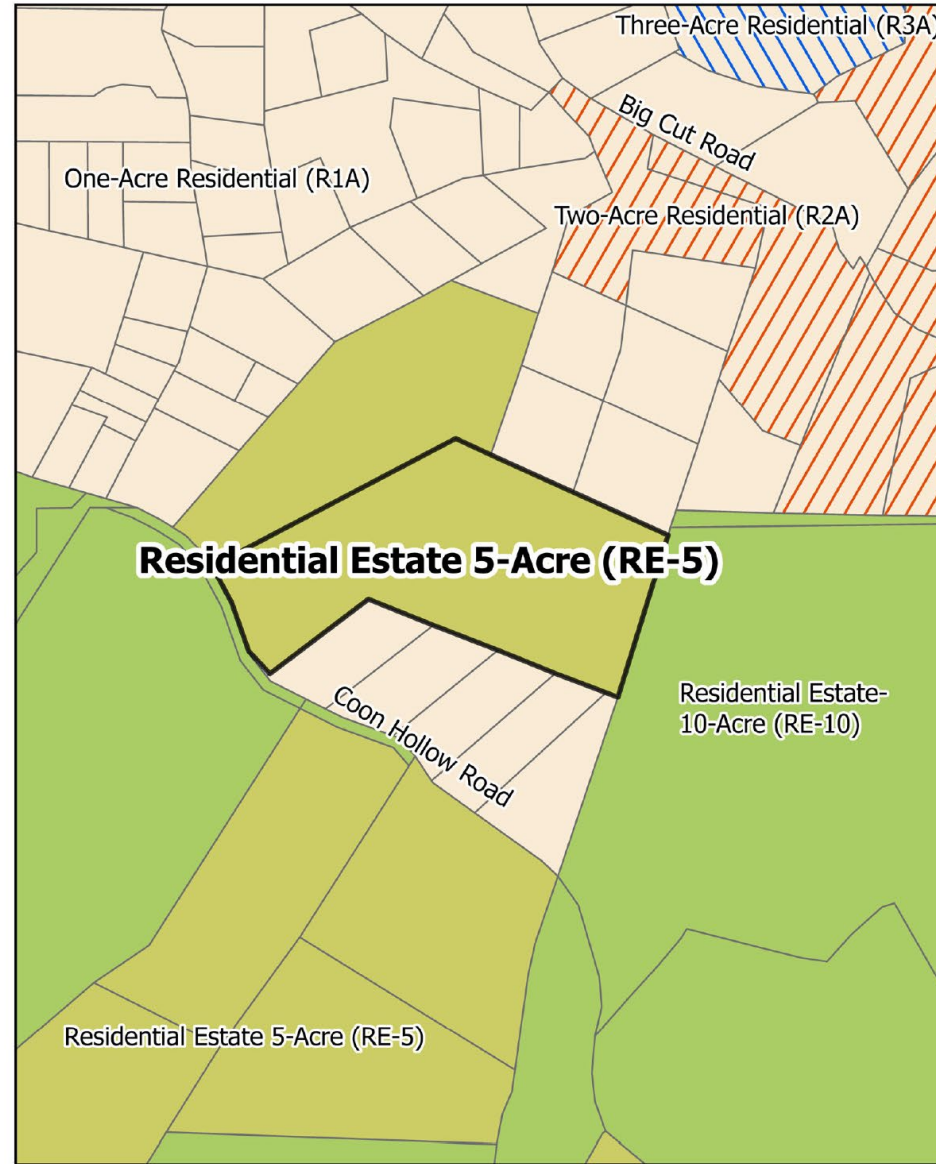 Three-Acre Residential (R3A)
Big Cut Road
One-Acre Residential (R1A)
Two-Acre Residential (R2A)
Residential Estate 5-Acre (RE-5)
Residential Estate-
10-Acre (RE-10)
Coon Hollow Road
Residential Estate 5-Acre (RE-5)